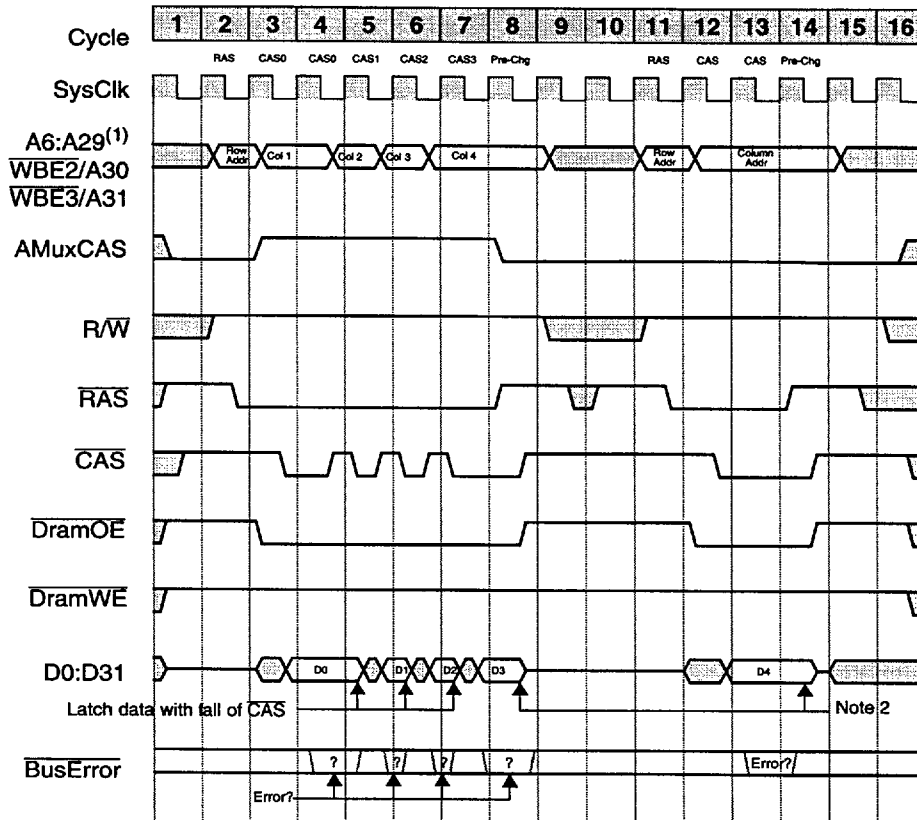 Cycle 1 2 3 4 5 6 7 8 9 10 11 12 13 14 15 16
RAS CAS0 CAS0 CAS1 CAS2 CAS3 Pre-Chg RAS CAS CAS Pre-Chg
SysClk
A6:A29(1)
WBE2/A30
WBE3/A31
Row Addr Col 1 Col 2 Col 3 Col 4 Row Addr Column Addr
AMuxCAS
R/W
RAS
CAS
DramOE
DramWE
D0:D31 D0 D1 D2 D3 D4
Latch data with fall of CAS Note 2
BusError ? ? ? ? Error?
Error?